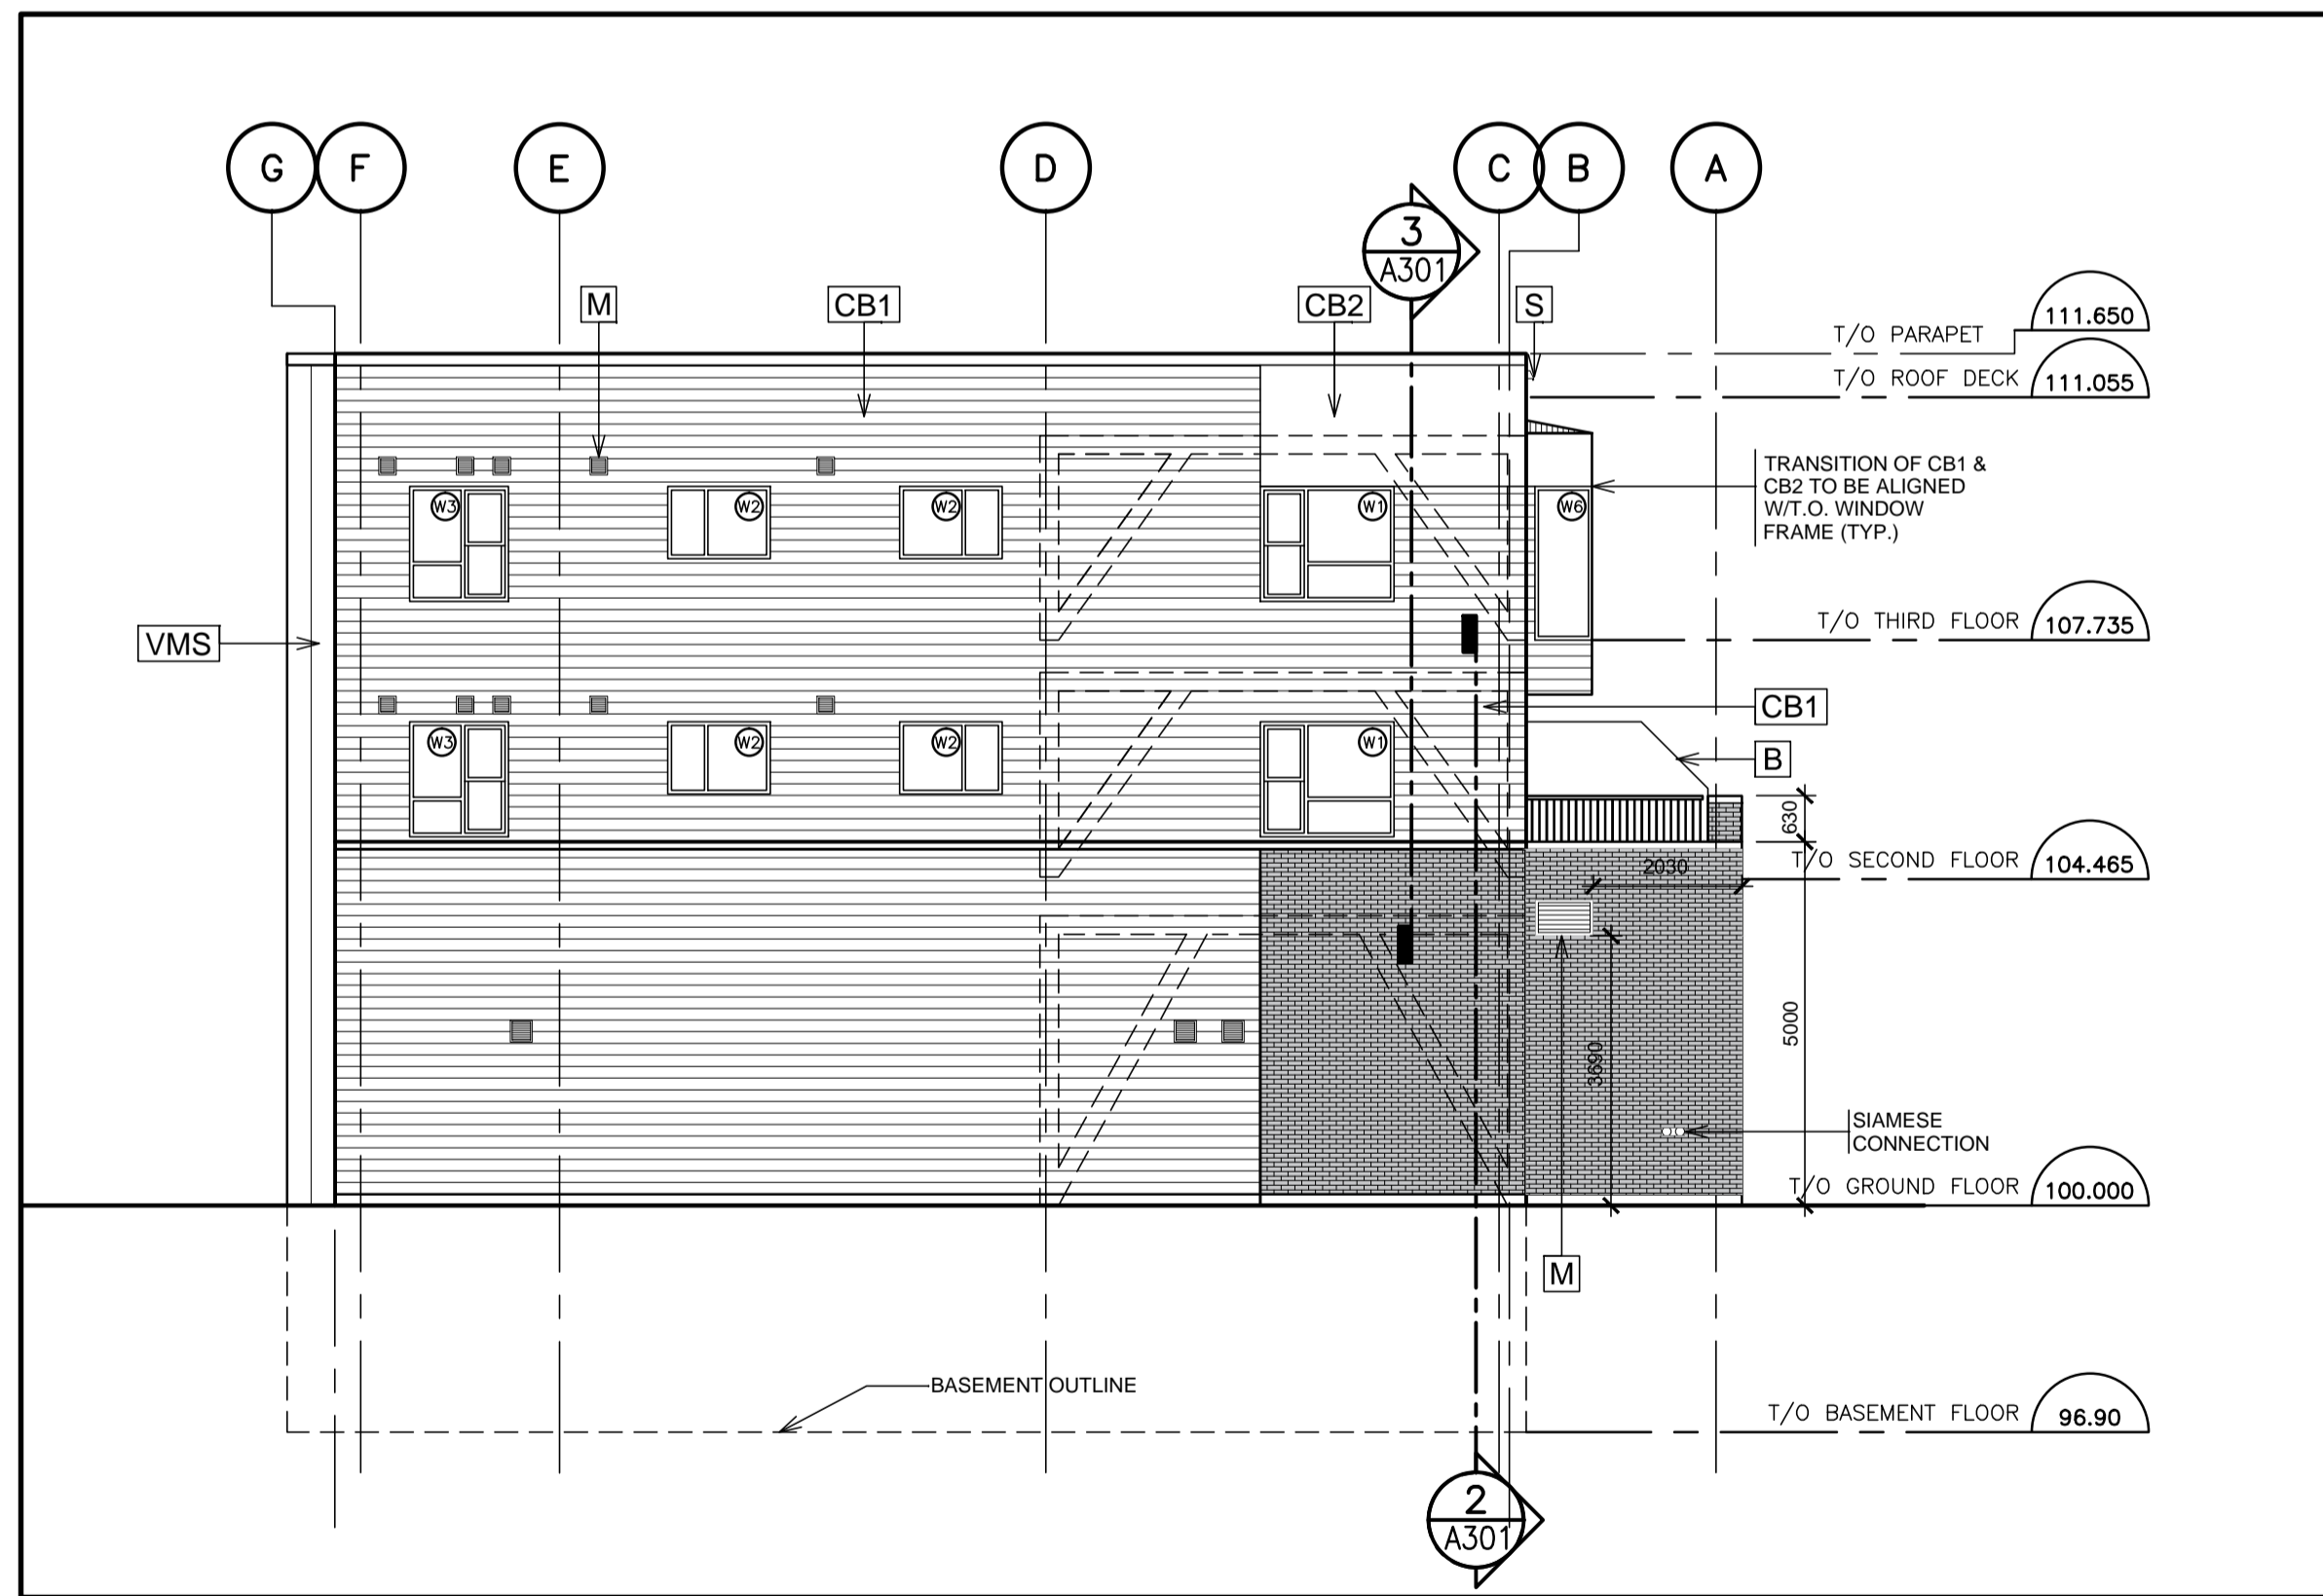 G F E D C B A
3
A301
M CB1 CB2 S
T/O PARAPET 111.650
T/O ROOF DECK 111.055
TRANSITION OF CB1 &
CB2 TO BE ALIGNED
W/T.O. WINDOW
FRAME (TYP.)
W3 W2 W2 W1 W6
T/O THIRD FLOOR 107.735
VMS
CB1
W3 W2 W2 W1
B
630
T/O SECOND FLOOR 104.465
2030
5000
3690
SIAMESE
CONNECTION
T/O GROUND FLOOR 100.000
M
BASEMENT OUTLINE
T/O BASEMENT FLOOR 96.90
2
A301